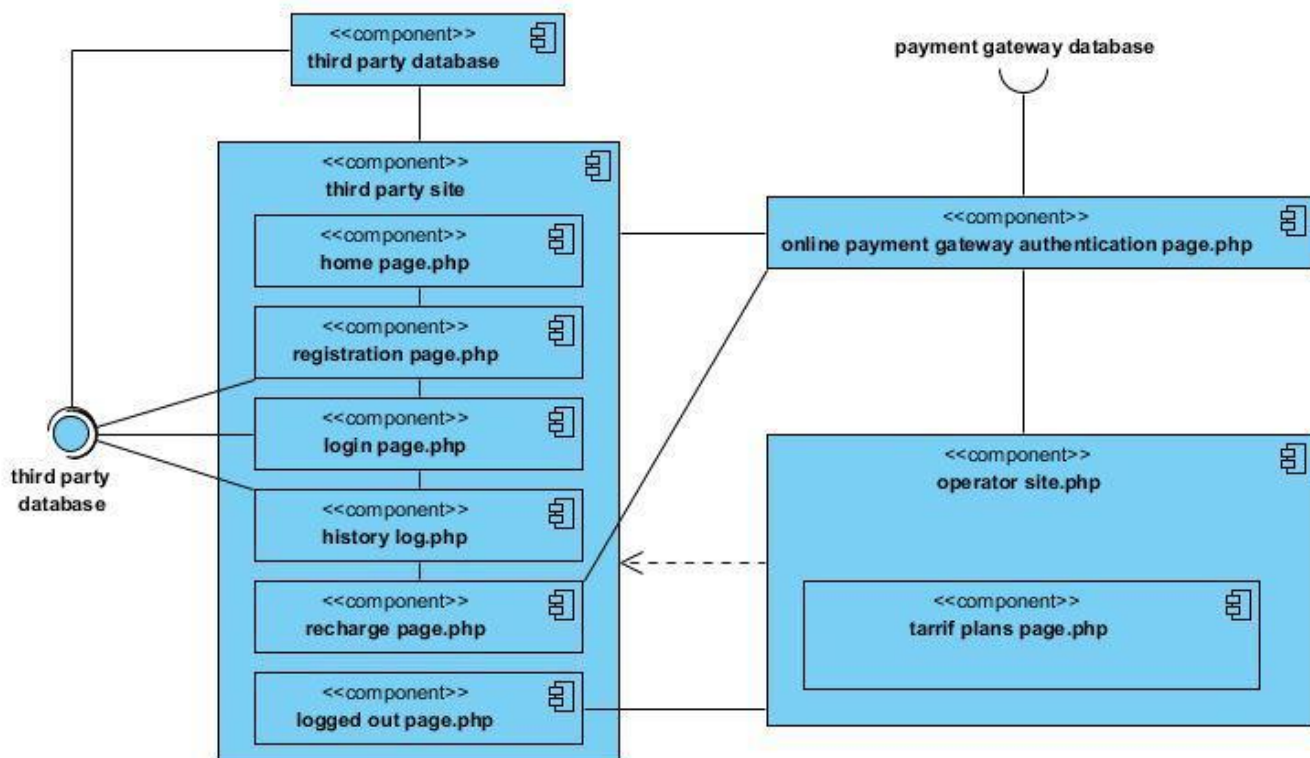 <<component>>
third party database
payment gateway database
<<component>>
third party site
<<component>>
home page.php
<<component>>
online payment gateway authentication page.php
<<component>>
registration page.php
<<component>>
login page.php
third party
database
<<component>>
history log.php
<<component>>
recharge page.php
<<component>>
logged out page.php
<<component>>
operator site.php
<<component>>
tarrif plans page.php